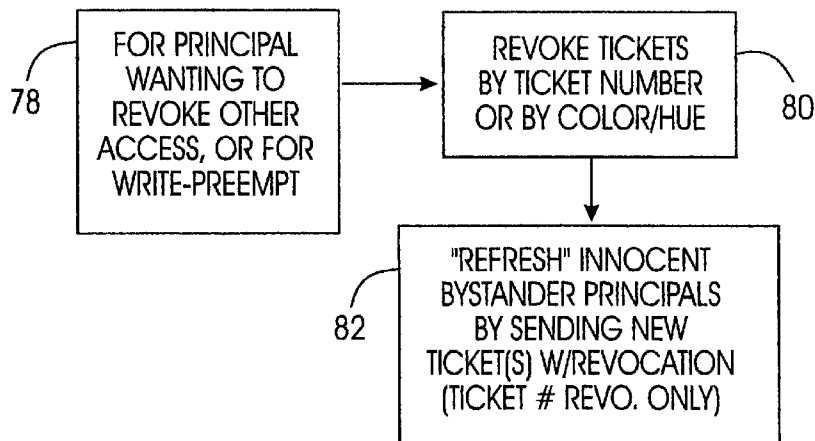 FOR PRINCIPAL
WANTING TO
REVOKE OTHER
ACCESS, OR FOR
WRITE-PREEMPT
78
REVOKE TICKETS
BY TICKET NUMBER
OR BY COLOR/HUE
80
"REFRESH" INNOCENT
BYSTANDER PRINCIPALS
BY SENDING NEW
TICKET(S) W/REVOCATION
(TICKET # REVO. ONLY)
82